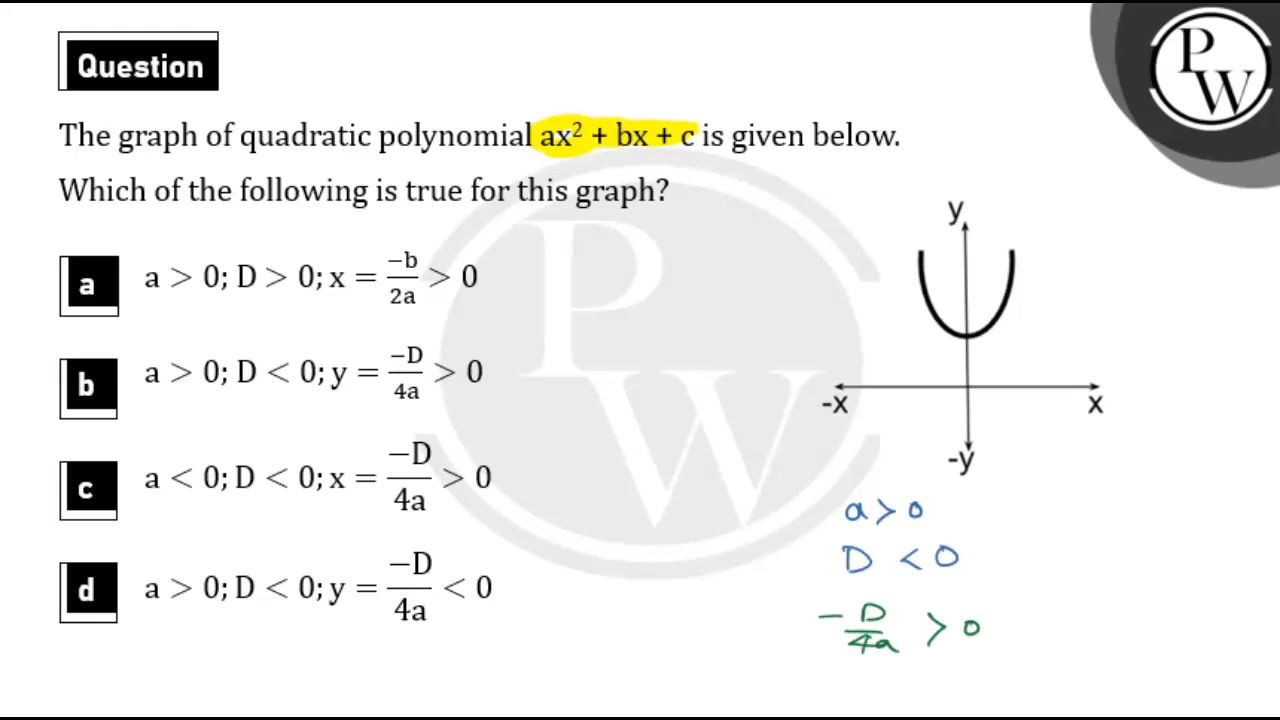 Question
The graph of quadratic polynomial ax² + bx + c is given below.
Which of the following is true for this graph?
a a > 0; D > 0; x = −b/2a > 0
b a > 0; D < 0; y = −D/4a > 0
c a < 0; D < 0; x = −D/4a > 0
d a > 0; D < 0; y = −D/4a < 0
P
W
P
W
y
-x
x
-y
a > 0
D < 0
− D/4a > 0